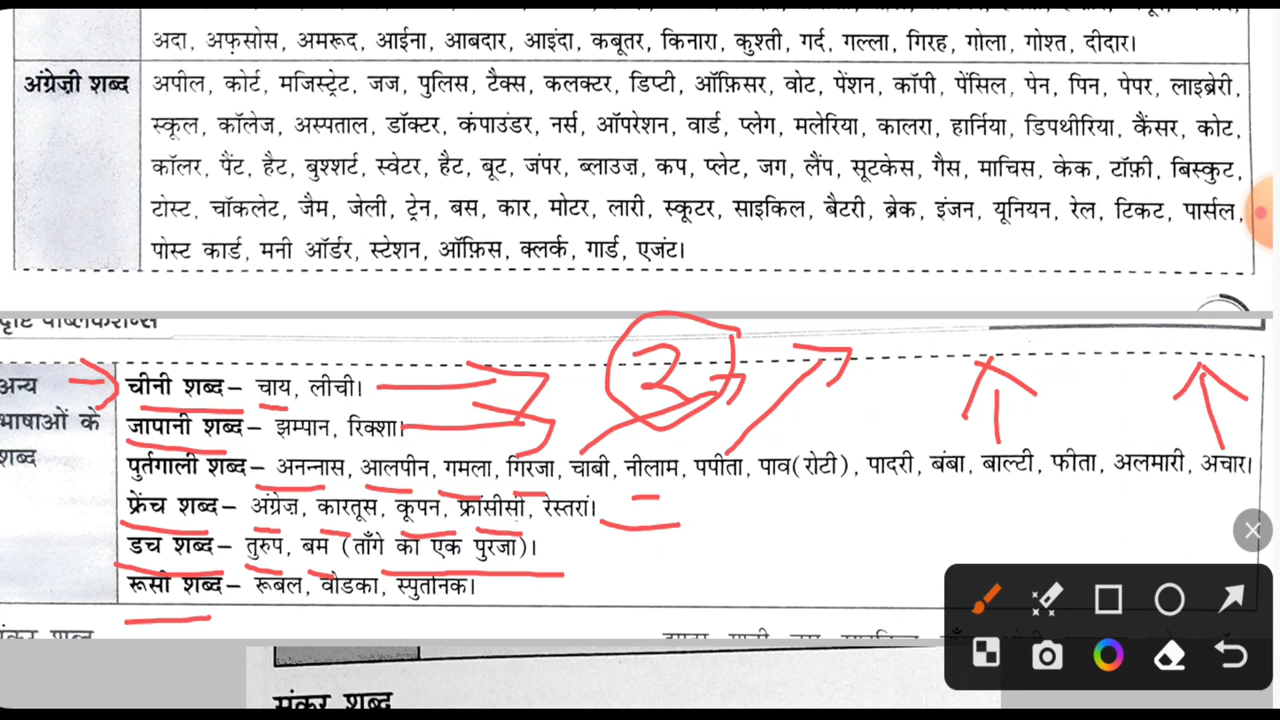 अदा, अफ़सोस, अमरूद, आईना, आबदार, आइंदा, कबूतर, किनारा, कुश्ती, गर्द, गल्ला, गिरह, गोला, गोश्त, दीदार।
अंग्रेज़ी शब्द
अपील, कोर्ट, मजिस्ट्रेट, जज, पुलिस, टैक्स, कलक्टर, डिप्टी, ऑफ़िसर, वोट, पेंशन, कॉपी, पेंसिल, पेन, पिन, पेपर, लाइब्रेरी,
स्कूल, कॉलेज, अस्पताल, डॉक्टर, कंपाउंडर, नर्स, ऑपरेशन, वार्ड, प्लेग, मलेरिया, कालरा, हार्निया, डिपथीरिया, कैंसर, कोट,
कॉलर, पैंट, हैट, बुश्शर्ट, स्वेटर, हैट, बूट, जंपर, ब्लाउज़, कप, प्लेट, जग, लैंप, सूटकेस, गैस, माचिस, केक, टॉफ़ी, बिस्कुट,
टोस्ट, चॉकलेट, जैम, जेली, ट्रेन, बस, कार, मोटर, लारी, स्कूटर, साइकिल, बैटरी, ब्रेक, इंजन, यूनियन, रेल, टिकट, पार्सल,
पोस्ट कार्ड, मनी ऑर्डर, स्टेशन, ऑफ़िस, क्लर्क, गार्ड, एजंट।
दृष्टि पब्लिकेशन्स
अन्य
भाषाओं के
शब्द
चीनी शब्द– चाय, लीची।
2
जापानी शब्द– झम्पान, रिक्शा।
पुर्तगाली शब्द– अनन्नास, आलपीन, गमला, गिरजा, चाबी, नीलाम, पपीता, पाव(रोटी), पादरी, बंबा, बाल्टी, फीता, अलमारी, अचार।
फ्रेंच शब्द– अंग्रेज, कारतूस, कूपन, फ्रांसीसी, रेस्तरां।
डच शब्द– तुरुप, बम (ताँगे का एक पुरजा)।
रूसी शब्द– रूबल, वोडका, स्पुतनिक।
संकर शब्द